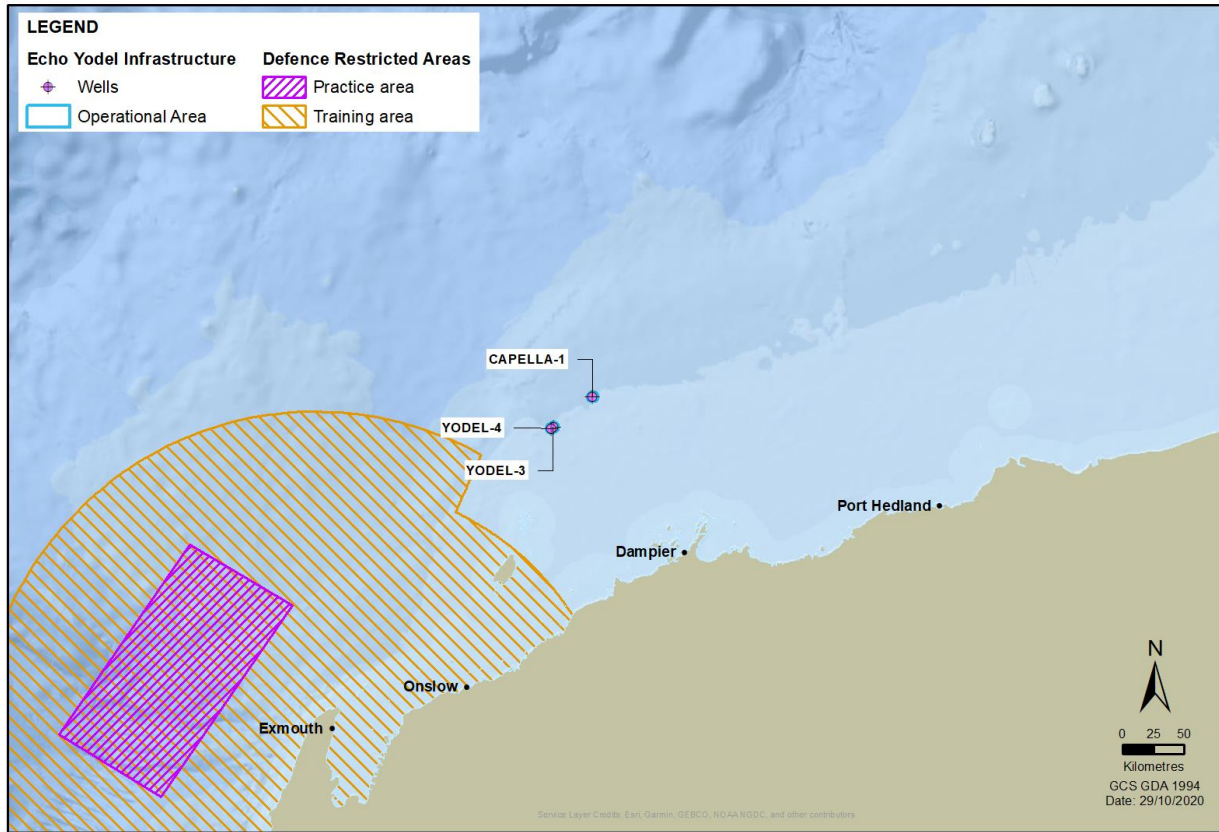 LEGEND
Echo Yodel Infrastructure
Wells
Operational Area
Defence Restricted Areas
Practice area
Training area
CAPELLA-1
YODEL-4
YODEL-3
Port Hedland
Dampier
Onslow
Exmouth
N
0 25 50
Kilometres
GCS GDA 1994
Date: 29/10/2020
Service Layer Credits: Esri, Garmin, GEBCO, NOAA NGDC, and other contributors